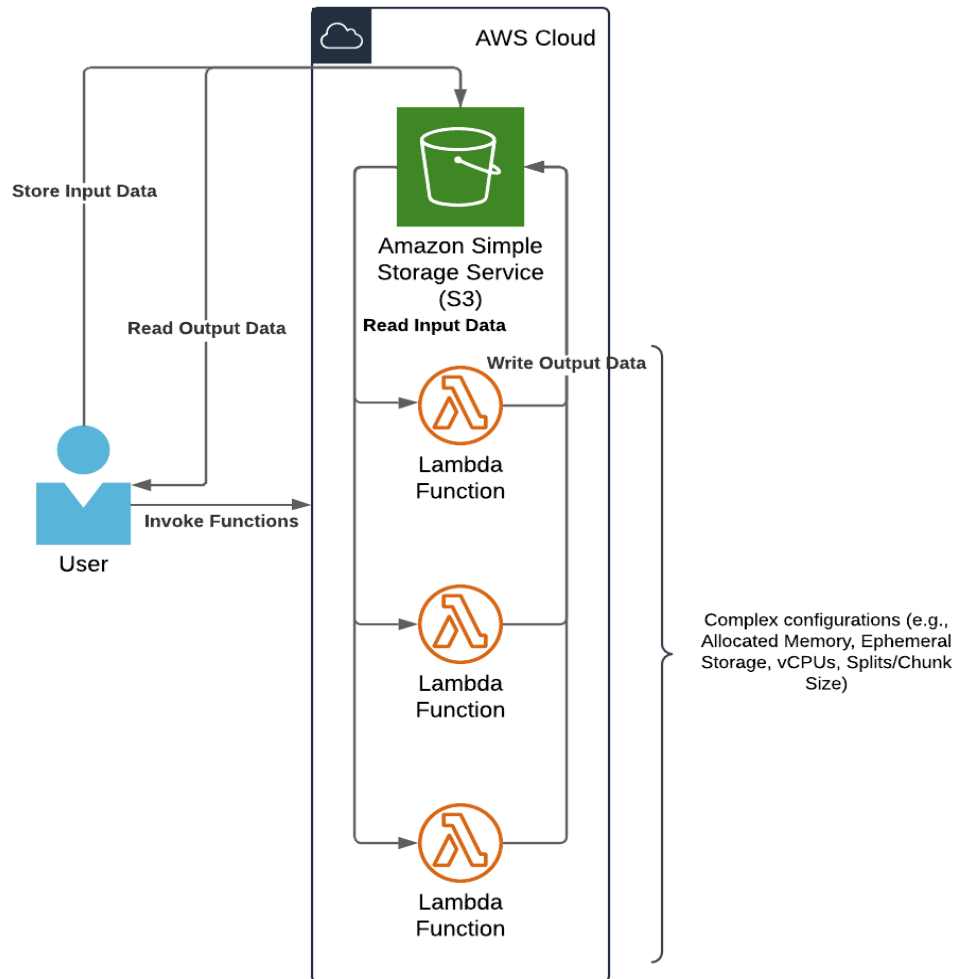 AWS Cloud
Store Input Data
Amazon Simple
Storage Service
(S3)
Read Input Data
Read Output Data
Write Output Data
Lambda
Function
Invoke Functions
User
Complex configurations (e.g.,
Allocated Memory, Ephemeral
Storage, vCPUs, Splits/Chunk
Size)
Lambda
Function
Lambda
Function